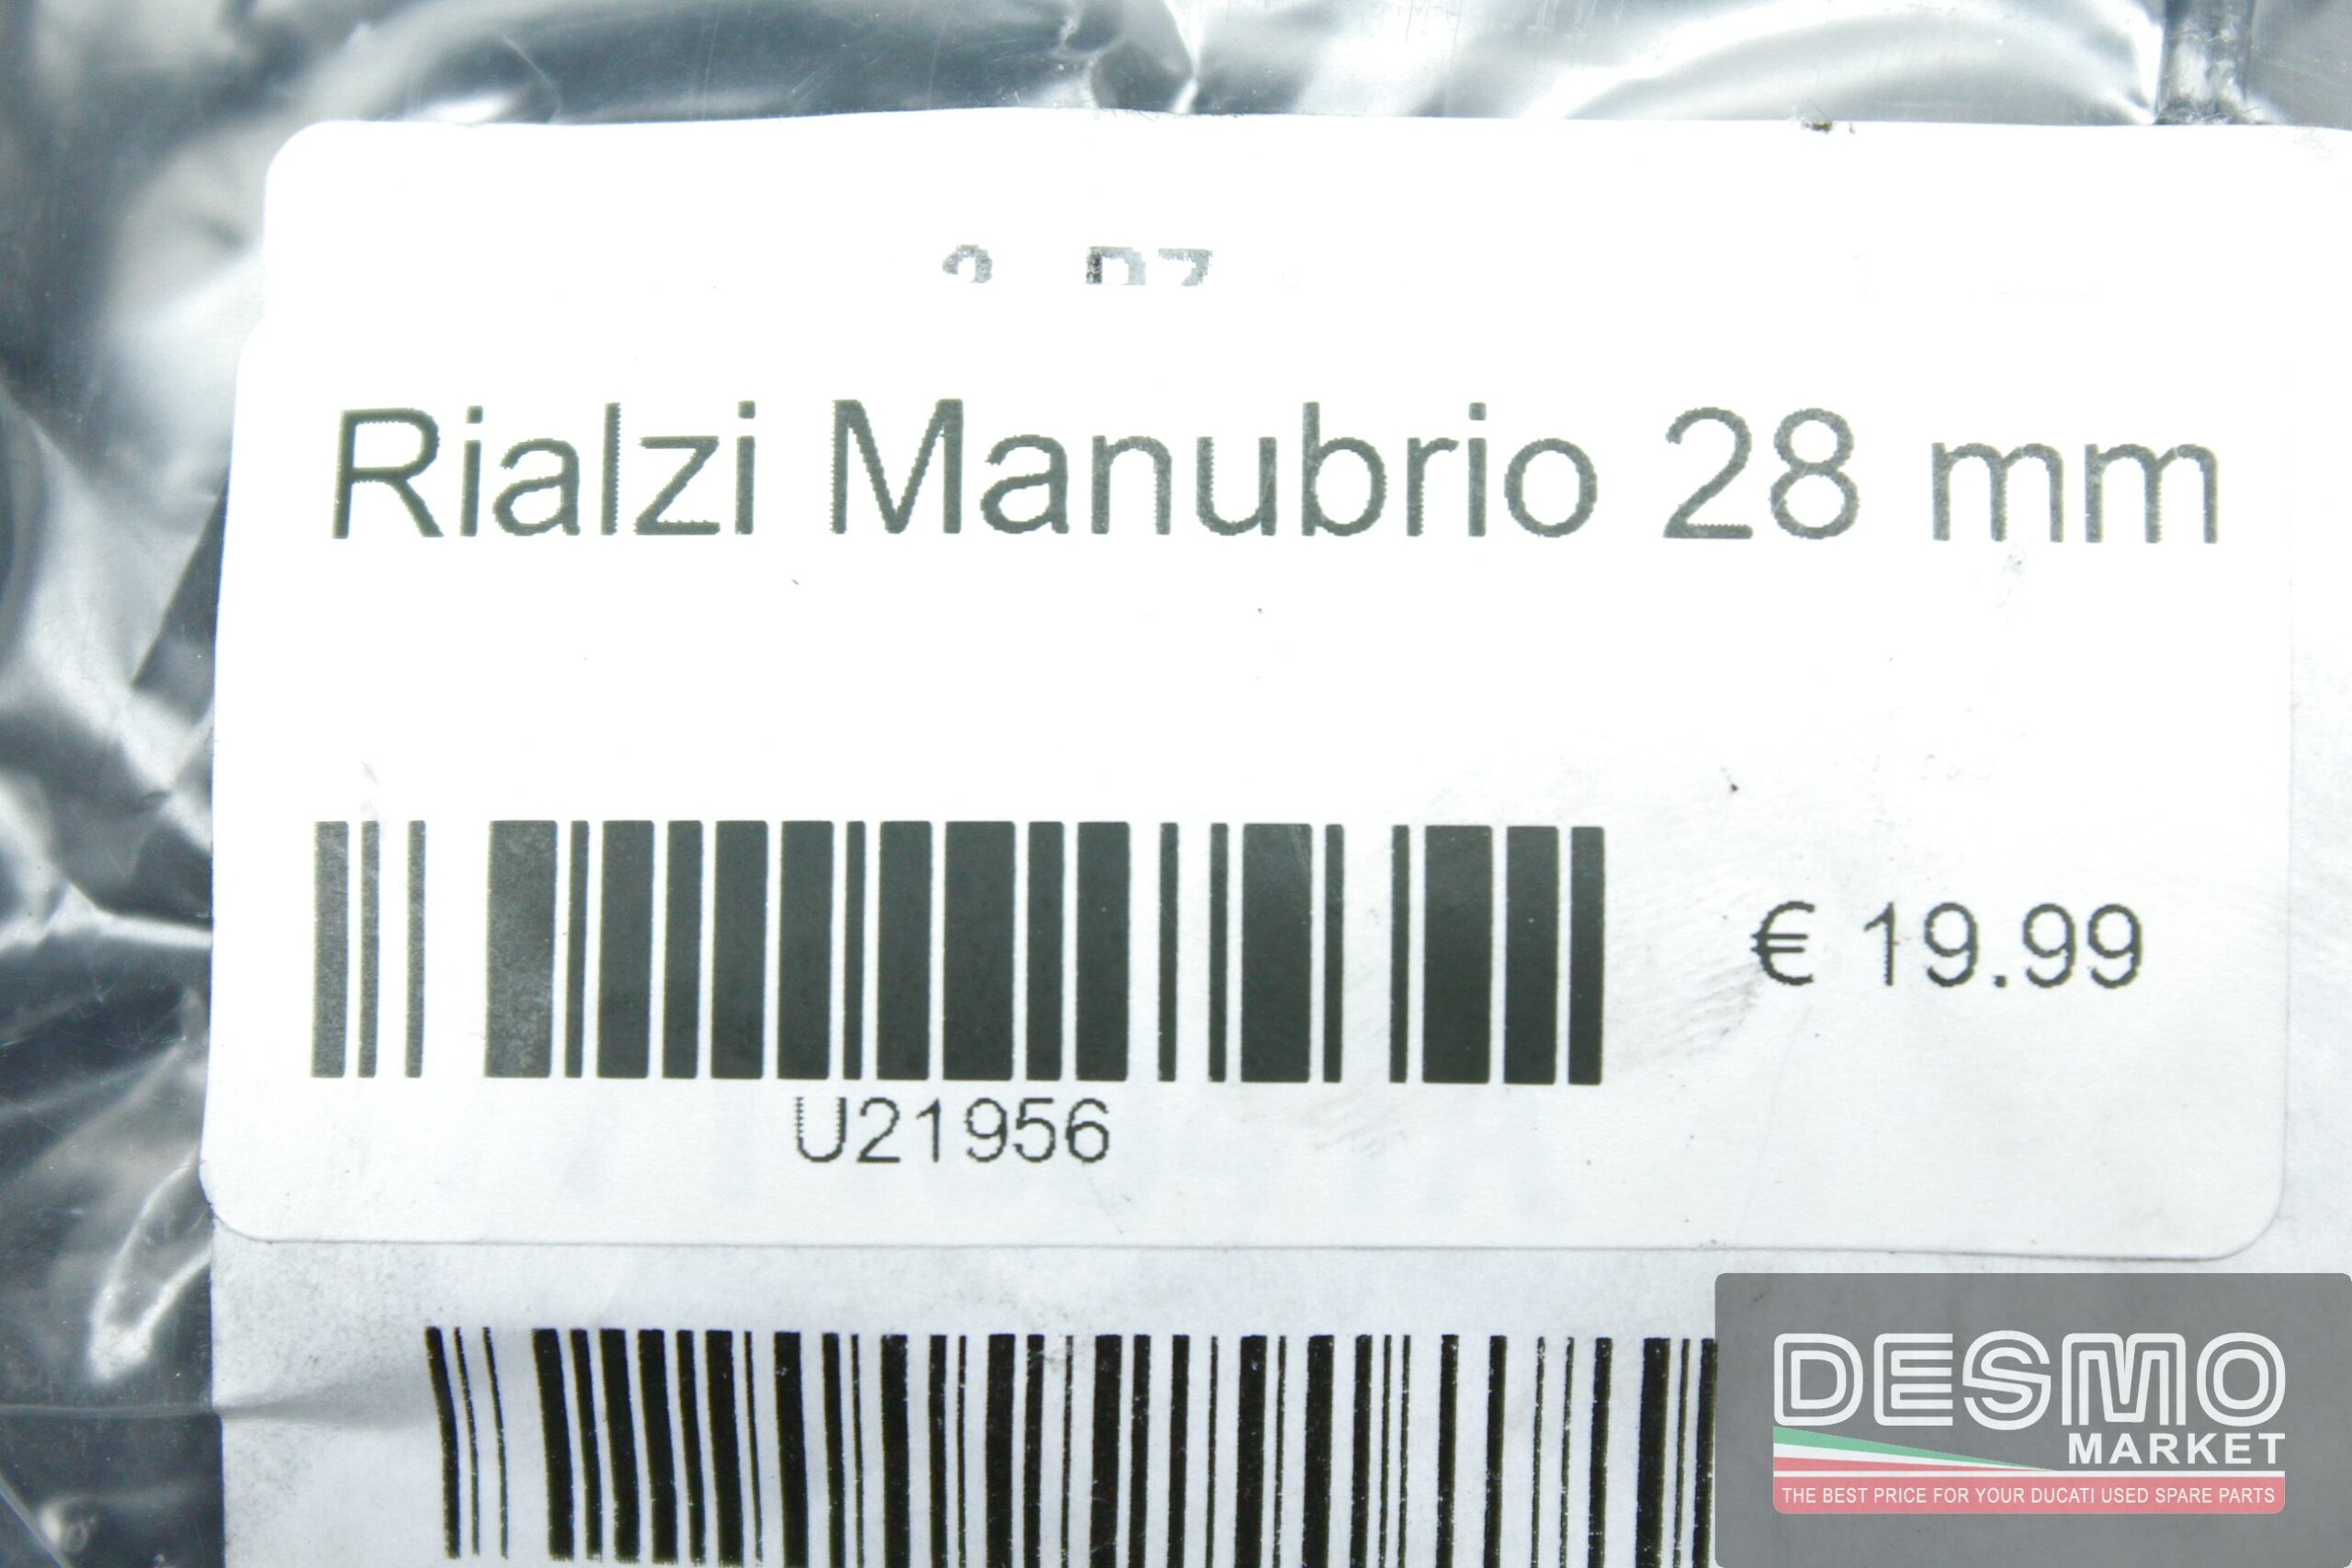 Rialzi Manubrio 28 mm
€ 19.99
U21956
DESMO
MARKET
THE BEST PRICE FOR YOUR DUCATI USED SPARE PARTS